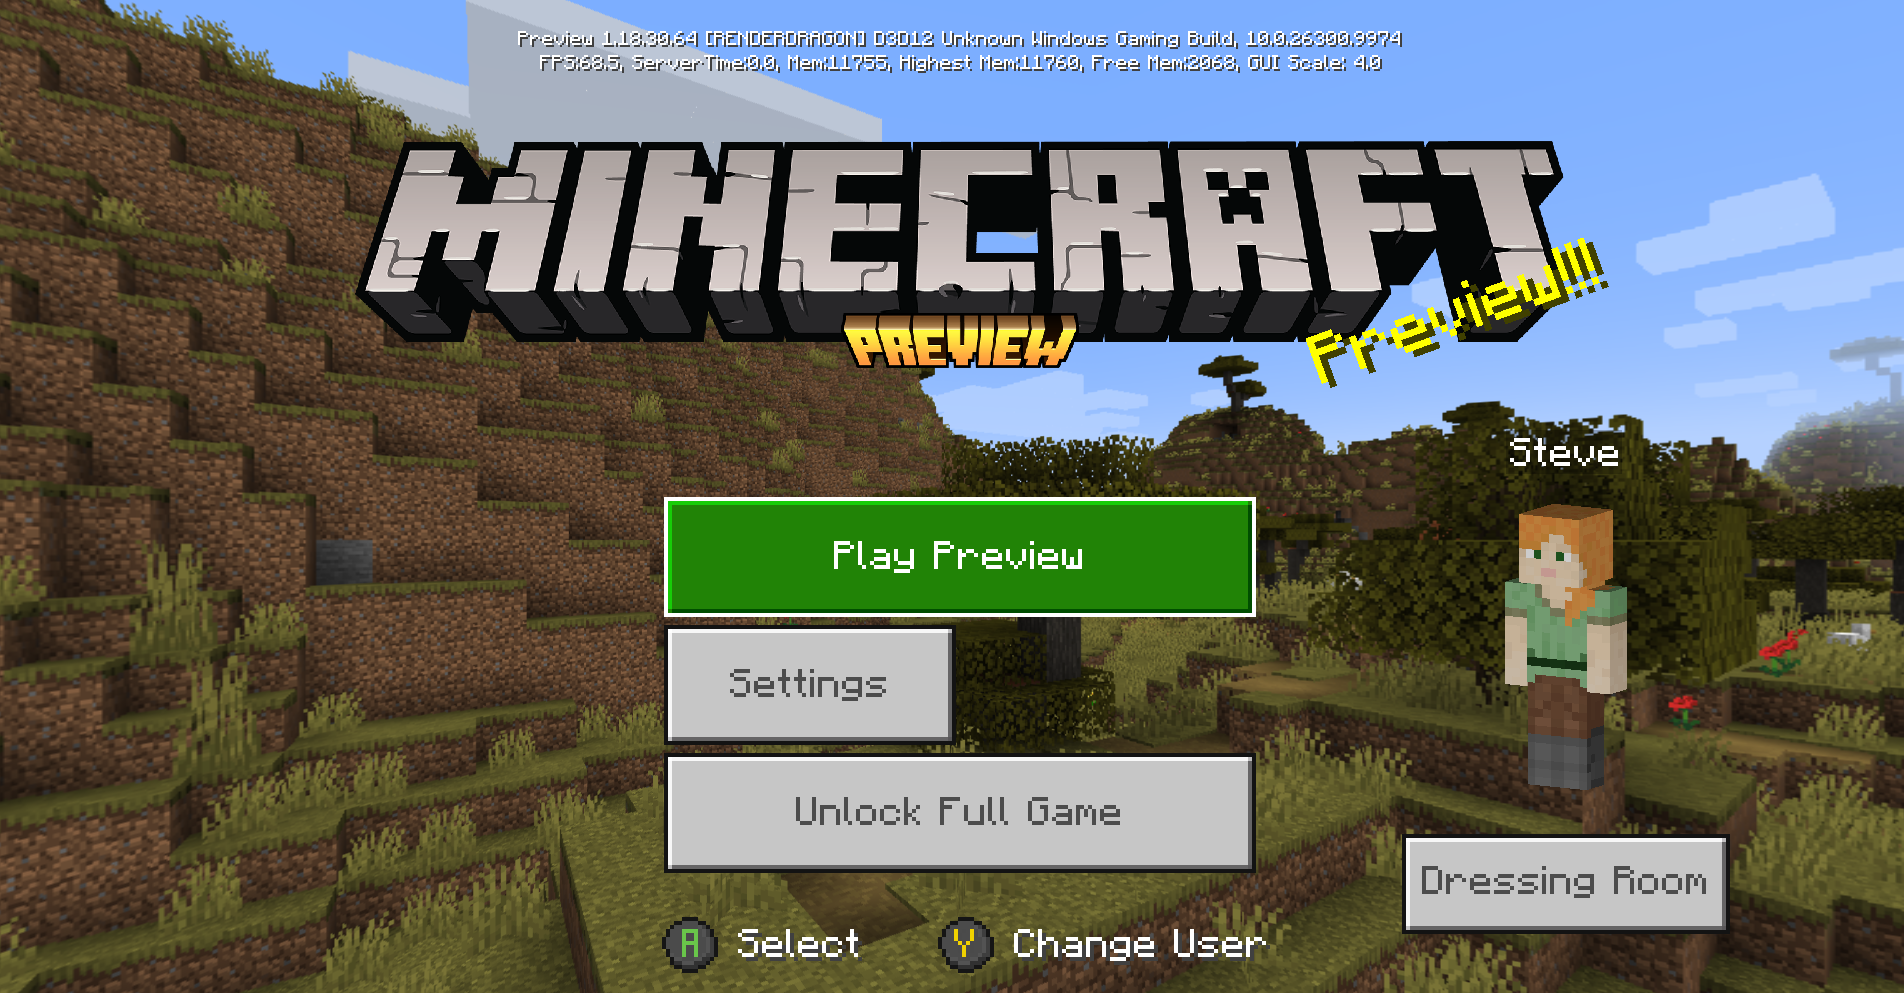 Preview 1.18.30.64 [RENDERDRAGON] D3D12 Unknown Windows Gaming Build, 10.0.26300.9974
FPS:68.5, ServerTime:0.0, Mem:11755, Highest Mem:11760, Free Mem:2068, GUI Scale: 4.0
MINECRAFT
PREVIEW
Preview!!!
Steve
Play Preview
Settings
Unlock Full Game
Dressing Room
A Select
Y Change User